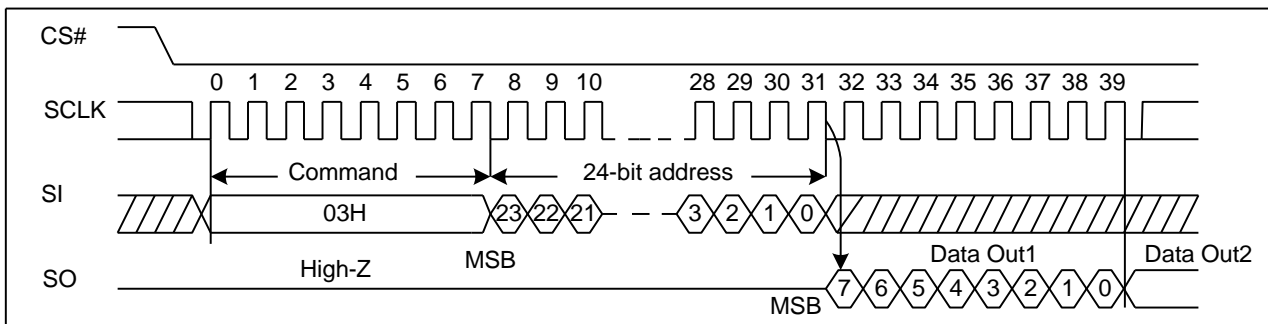 CS#
0 1 2 3 4 5 6 7 8 9 10 28 29 30 31 32 33 34 35 36 37 38 39
SCLK
Command 24-bit address
SI 03H 23 22 21 3 2 1 0
High-Z MSB Data Out1 Data Out2
SO MSB 7 6 5 4 3 2 1 0